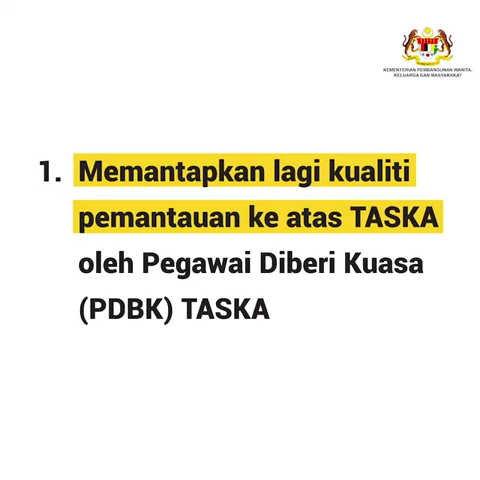 KEMENTERIAN PEMBANGUNAN WANITA,
KELUARGA DAN MASYARAKAT
1. Memantapkan lagi kualiti
pemantauan ke atas TASKA
oleh Pegawai Diberi Kuasa
(PDBK) TASKA